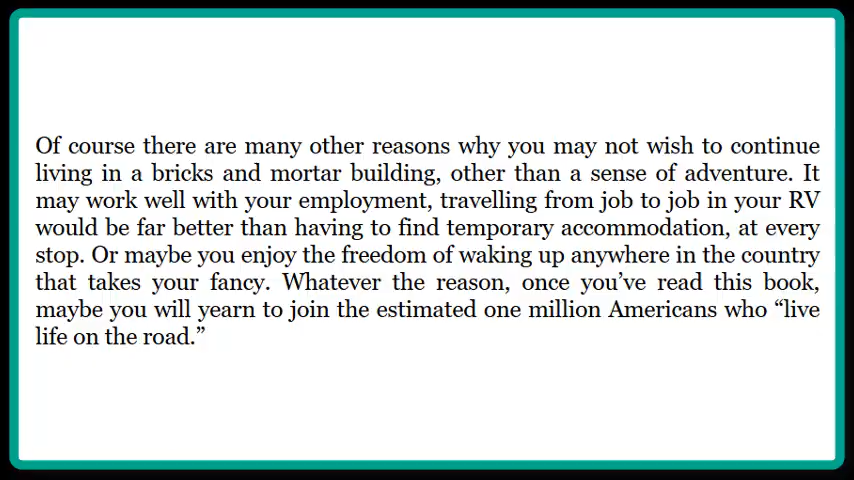 Of course there are many other reasons why you may not wish to continue
living in a bricks and mortar building, other than a sense of adventure. It
may work well with your employment, travelling from job to job in your RV
would be far better than having to find temporary accommodation, at every
stop. Or maybe you enjoy the freedom of waking up anywhere in the country
that takes your fancy. Whatever the reason, once you’ve read this book,
maybe you will yearn to join the estimated one million Americans who “live
life on the road.”